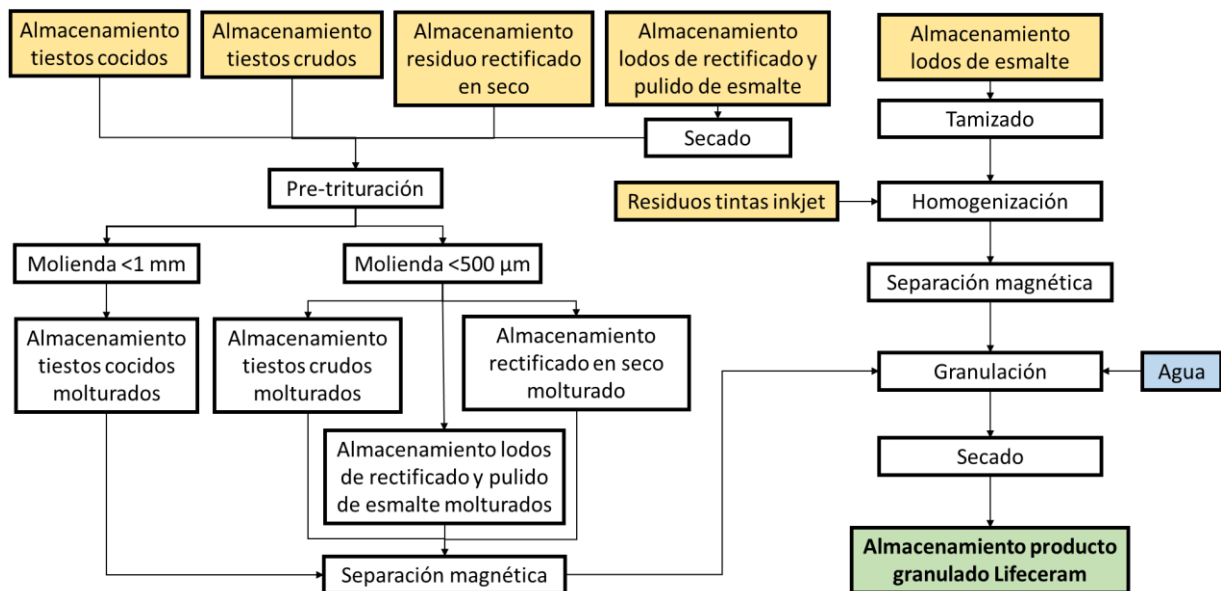 Almacenamiento
tiestos cocidos
Almacenamiento
tiestos crudos
Almacenamiento
residuo rectificado
en seco
Almacenamiento
lodos de rectificado y
pulido de esmalte
Almacenamiento
lodos de esmalte
Secado
Tamizado
Pre-trituración
Residuos tintas inkjet
Homogenización
Molienda <1 mm
Molienda <500 µm
Separación magnética
Almacenamiento
tiestos cocidos
molturados
Almacenamiento
tiestos crudos
molturados
Almacenamiento
rectificado en seco
molturado
Granulación
Agua
Almacenamiento lodos
de rectificado y pulido
de esmalte molturados
Secado
Separación magnética
Almacenamiento producto
granulado Lifeceram